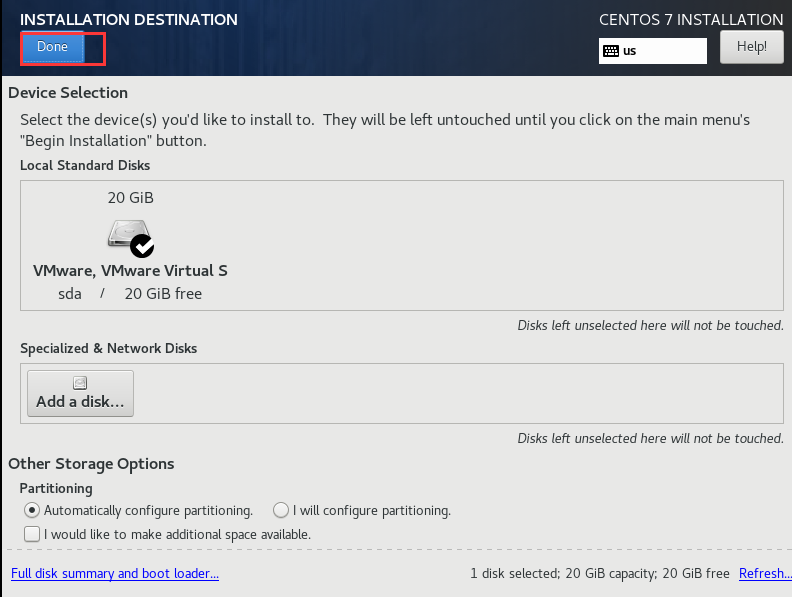 INSTALLATION DESTINATION
CENTOS 7 INSTALLATION
Done
us
Help!
Device Selection
Select the device(s) you'd like to install to.  They will be left untouched until you click on the main menu's
"Begin Installation" button.
Local Standard Disks
20 GiB
VMware, VMware Virtual S
sda / 20 GiB free
Disks left unselected here will not be touched.
Specialized & Network Disks
Add a disk...
Disks left unselected here will not be touched.
Other Storage Options
Partitioning
Automatically configure partitioning. I will configure partitioning.
I would like to make additional space available.
Full disk summary and boot loader... 1 disk selected; 20 GiB capacity; 20 GiB free Refresh...